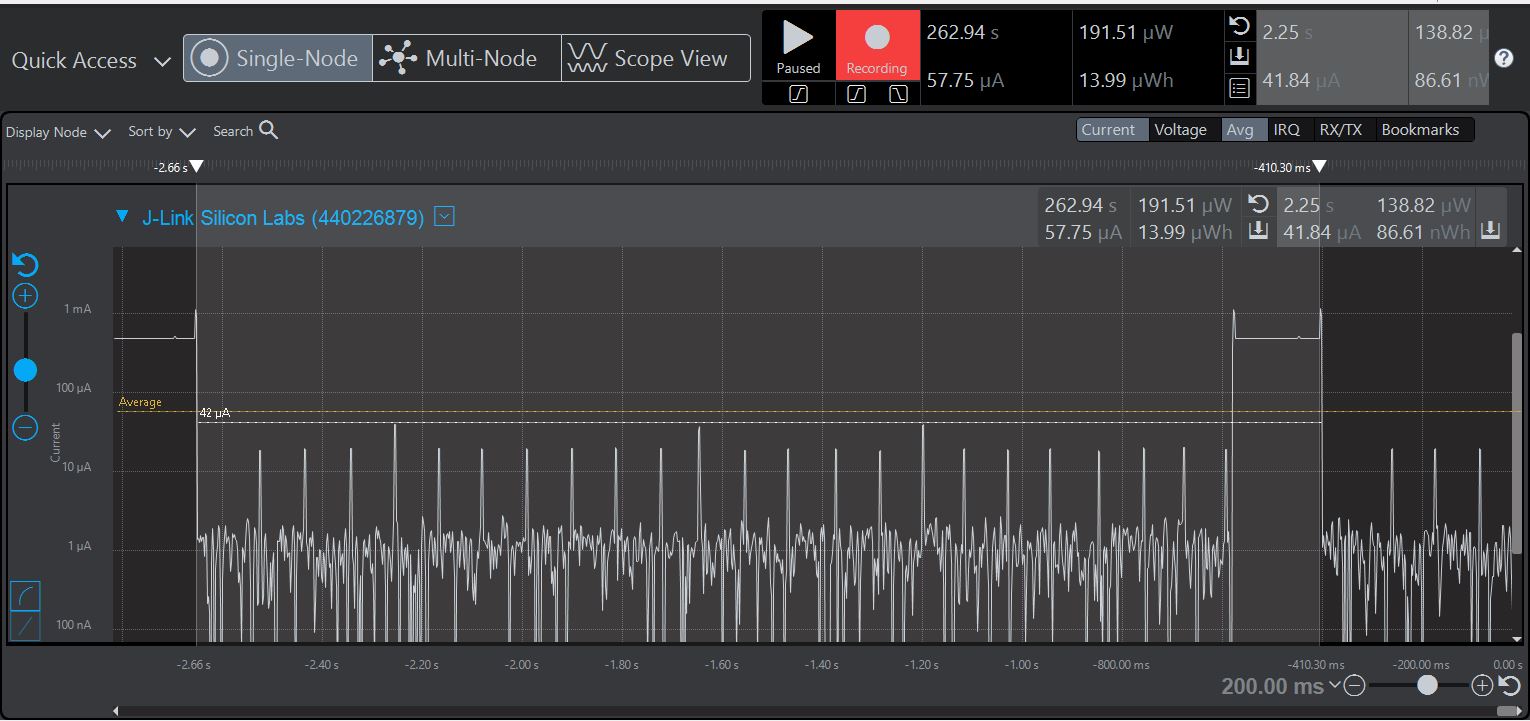 Quick Access
Single-Node
Multi-Node
Scope View
Paused
Recording
262.94 s
57.75 µA
191.51 µW
13.99 µWh
2.25 s
41.84 µA
138.82 µ
86.61 nW
?
Display Node
Sort by
Search
Current
Voltage
Avg
IRQ
RX/TX
Bookmarks
-2.66 s
-410.30 ms
J-Link Silicon Labs (440226879)
262.94 s
191.51 µW
2.25 s
138.82 µW
57.75 µA
13.99 µWh
41.84 µA
86.61 nWh
1 mA
100 µA
Average
42 µA
Current
10 µA
1 µA
100 nA
-2.66 s
-2.40 s
-2.20 s
-2.00 s
-1.80 s
-1.60 s
-1.40 s
-1.20 s
-1.00 s
-800.00 ms
-410.30 ms
-200.00 ms
0.00 s
200.00 ms